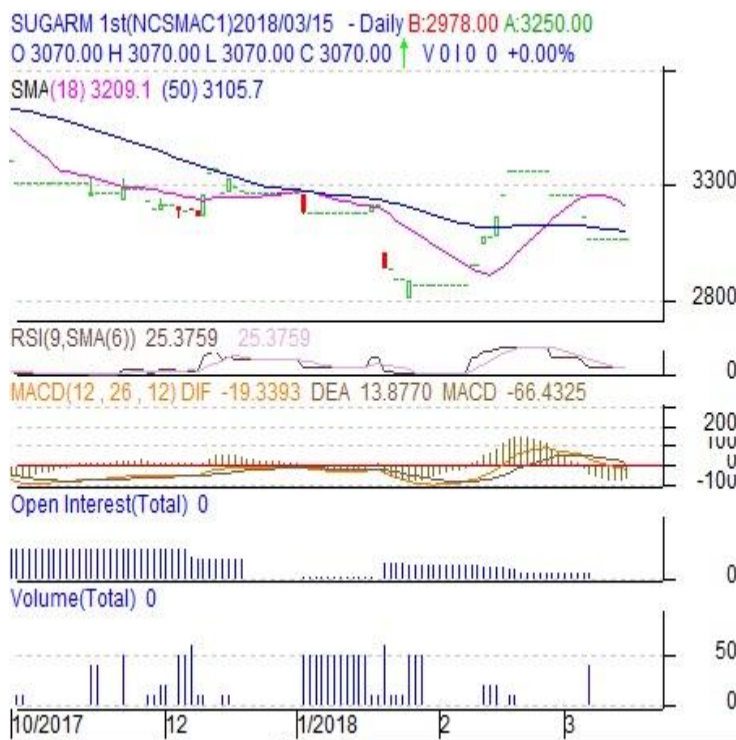 SUGARM 1st(NCSMAC1)2018/03/15 - Daily B:2978.00 A:3250.00
O 3070.00 H 3070.00 L 3070.00 C 3070.00 V 0 I 0 0 +0.00%
SMA(18) 3209.1 (50) 3105.7
3300
2800
RSI(9,SMA(6)) 25.3759 25.3759
0
MACD(12 , 26 , 12) DIF -19.3393 DEA 13.8770 MACD -66.4325
200
100
0
-100
Open Interest(Total) 0
0
Volume(Total) 0
50
0
10/2017 12 1/2018 2 3